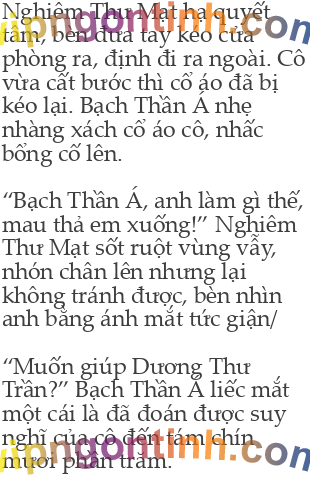 Nghiêm Thư Mạt hạ quyết
tâm, bèn đưa tay kéo cửa
phòng ra, định đi ra ngoài. Cô
vừa cất bước thì cổ áo đã bị
kéo lại. Bạch Thần Á nhẹ
nhàng xách cổ áo cô, nhấc
bổng cổ lên.
“Bạch Thần Á, anh làm gì thế,
mau thả em xuống!” Nghiêm
Thư Mạt sốt ruột vùng vẫy,
nhón chân lên nhưng lại
không tránh được, bèn nhìn
anh bằng ánh mắt tức giận/
“Muốn giúp Dương Thư
Trần?” Bạch Thần Á liếc mắt
một cái là đã đoán được suy
nghĩ của cô đến tám chín
mươi phần trăm.
vipngontinh.com
vipngontinh.com